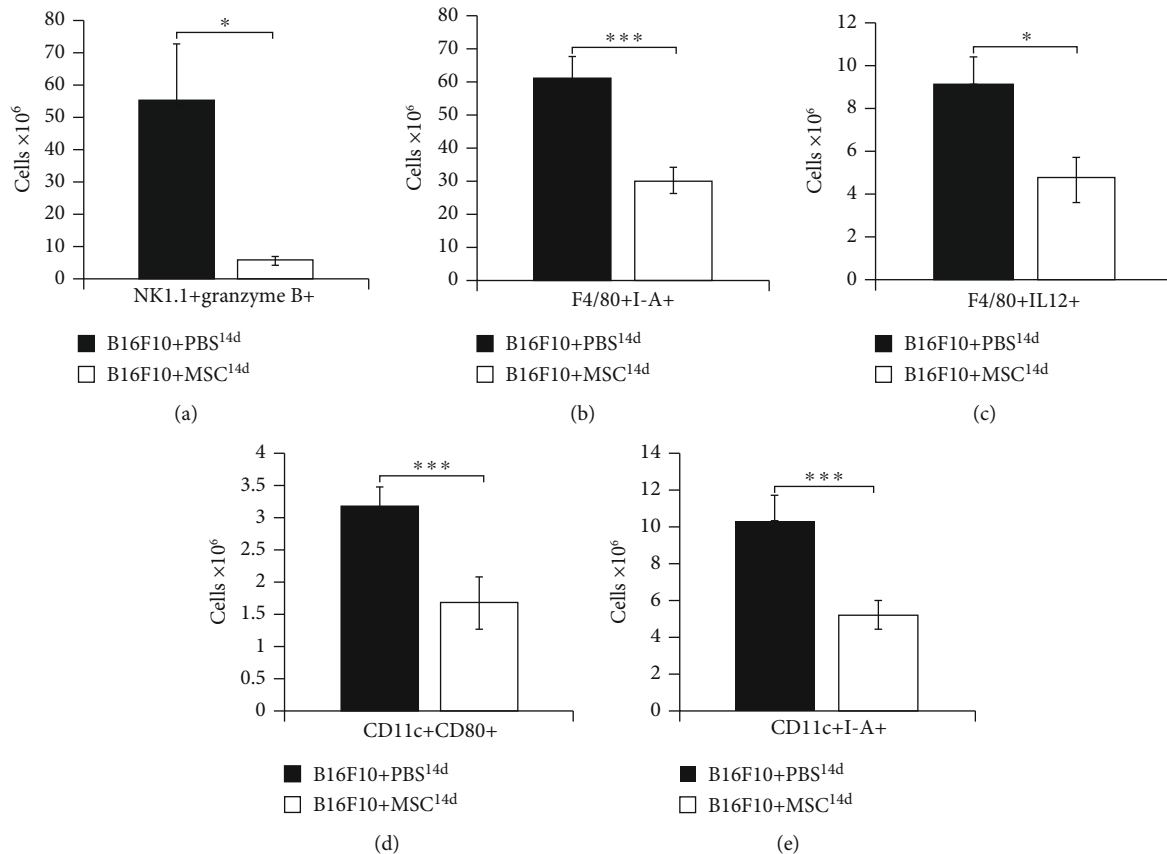 80
70
60
50
40
30
20
10
0
Cells ×10⁶
*
NK1.1+granzyme B+
B16F10+PBS¹⁴ᵈ
B16F10+MSC¹⁴ᵈ
(a)
80
70
60
50
40
30
20
10
0
Cells ×10⁶
***
F4/80+I-A+
B16F10+PBS¹⁴ᵈ
B16F10+MSC¹⁴ᵈ
(b)
12
10
8
6
4
2
0
Cells ×10⁶
*
F4/80+IL12+
B16F10+PBS¹⁴ᵈ
B16F10+MSC¹⁴ᵈ
(c)
4
3.5
3
2.5
2
1.5
1
0.5
0
Cells ×10⁶
***
CD11c+CD80+
B16F10+PBS¹⁴ᵈ
B16F10+MSC¹⁴ᵈ
(d)
14
12
10
8
6
4
2
0
Cells ×10⁶
***
CD11c+I-A+
B16F10+PBS¹⁴ᵈ
B16F10+MSC¹⁴ᵈ
(e)